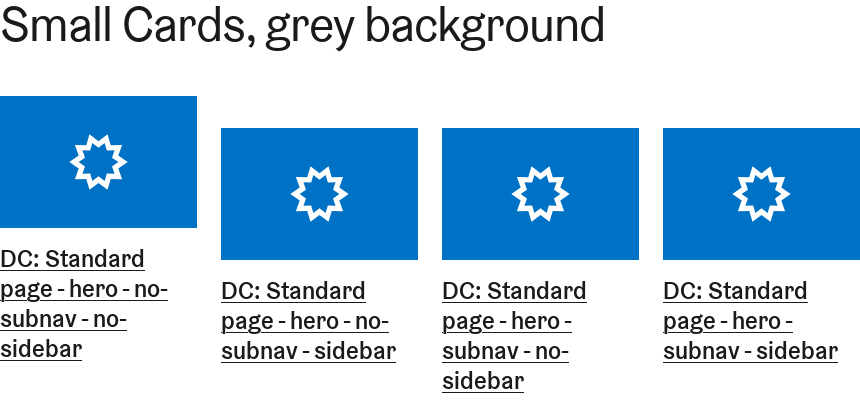 Small Cards, grey background
DC: Standard
page - hero - no-
subnav - no-
sidebar
DC: Standard
page - hero - no-
subnav - sidebar
DC: Standard
page - hero -
subnav - no-
sidebar
DC: Standard
page - hero -
subnav - sidebar